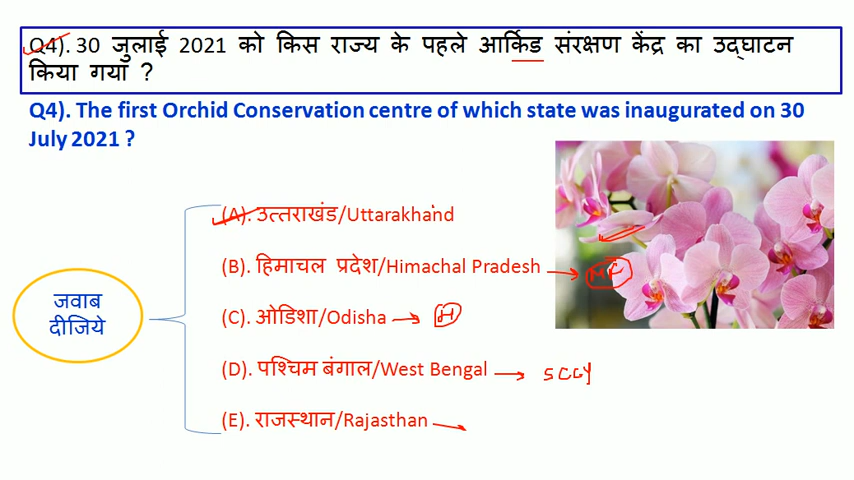 Q4). 30 जुलाई 2021 को किस राज्य के पहले आर्किड संरक्षण केंद्र का उद्घाटन
किया गया ?
Q4). The first Orchid Conservation centre of which state was inaugurated on 30
July 2021 ?
(A). उत्तराखंड/Uttarakhand
(B). हिमाचल प्रदेश/Himachal Pradesh
(C). ओडिशा/Odisha
H
(D). पश्चिम बंगाल/West Bengal
(E). राजस्थान/Rajasthan
जवाब
दीजिये